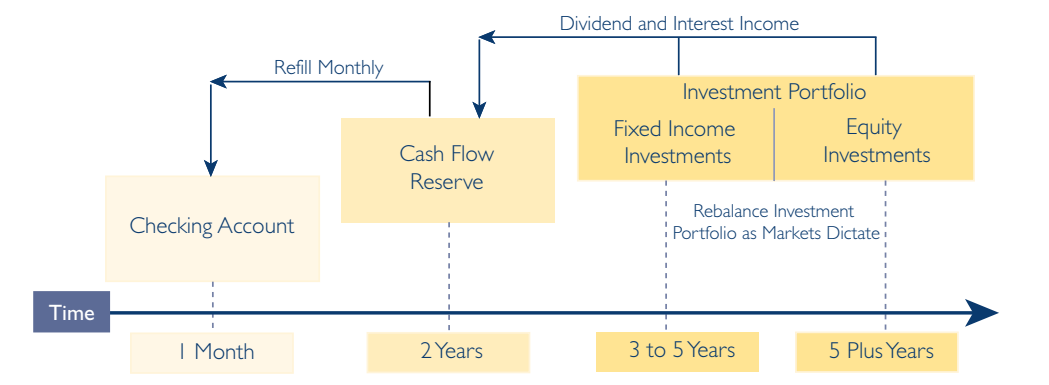 Dividend and Interest Income
Refill Monthly
Investment Portfolio
Fixed Income
Investments
Equity
Investments
Cash Flow
Reserve
Checking Account
Rebalance Investment
Portfolio as Markets Dictate
Time
1 Month
2 Years
3 to 5 Years
5 Plus Years